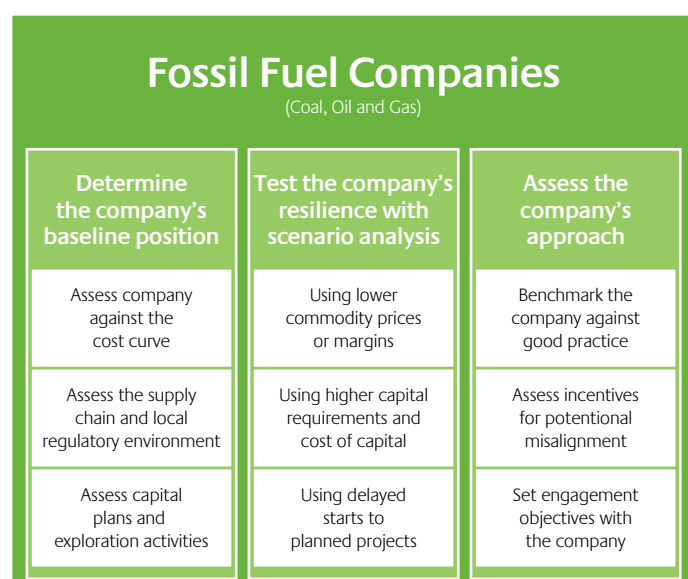 Fossil Fuel Companies
(Coal, Oil and Gas)
Determine
the company's
baseline position
Assess company
against the
cost curve
Assess the supply
chain and local
regulatory environment
Assess capital
plans and
exploration activities
Test the company's
resilience with
scenario analysis
Using lower
commodity prices
or margins
Using higher capital
requirements and
cost of capital
Using delayed
starts to
planned projects
Assess the
company's
approach
Benchmark the
company against
good practice
Assess incentives
for potentional
misalignment
Set engagement
objectives with
the company